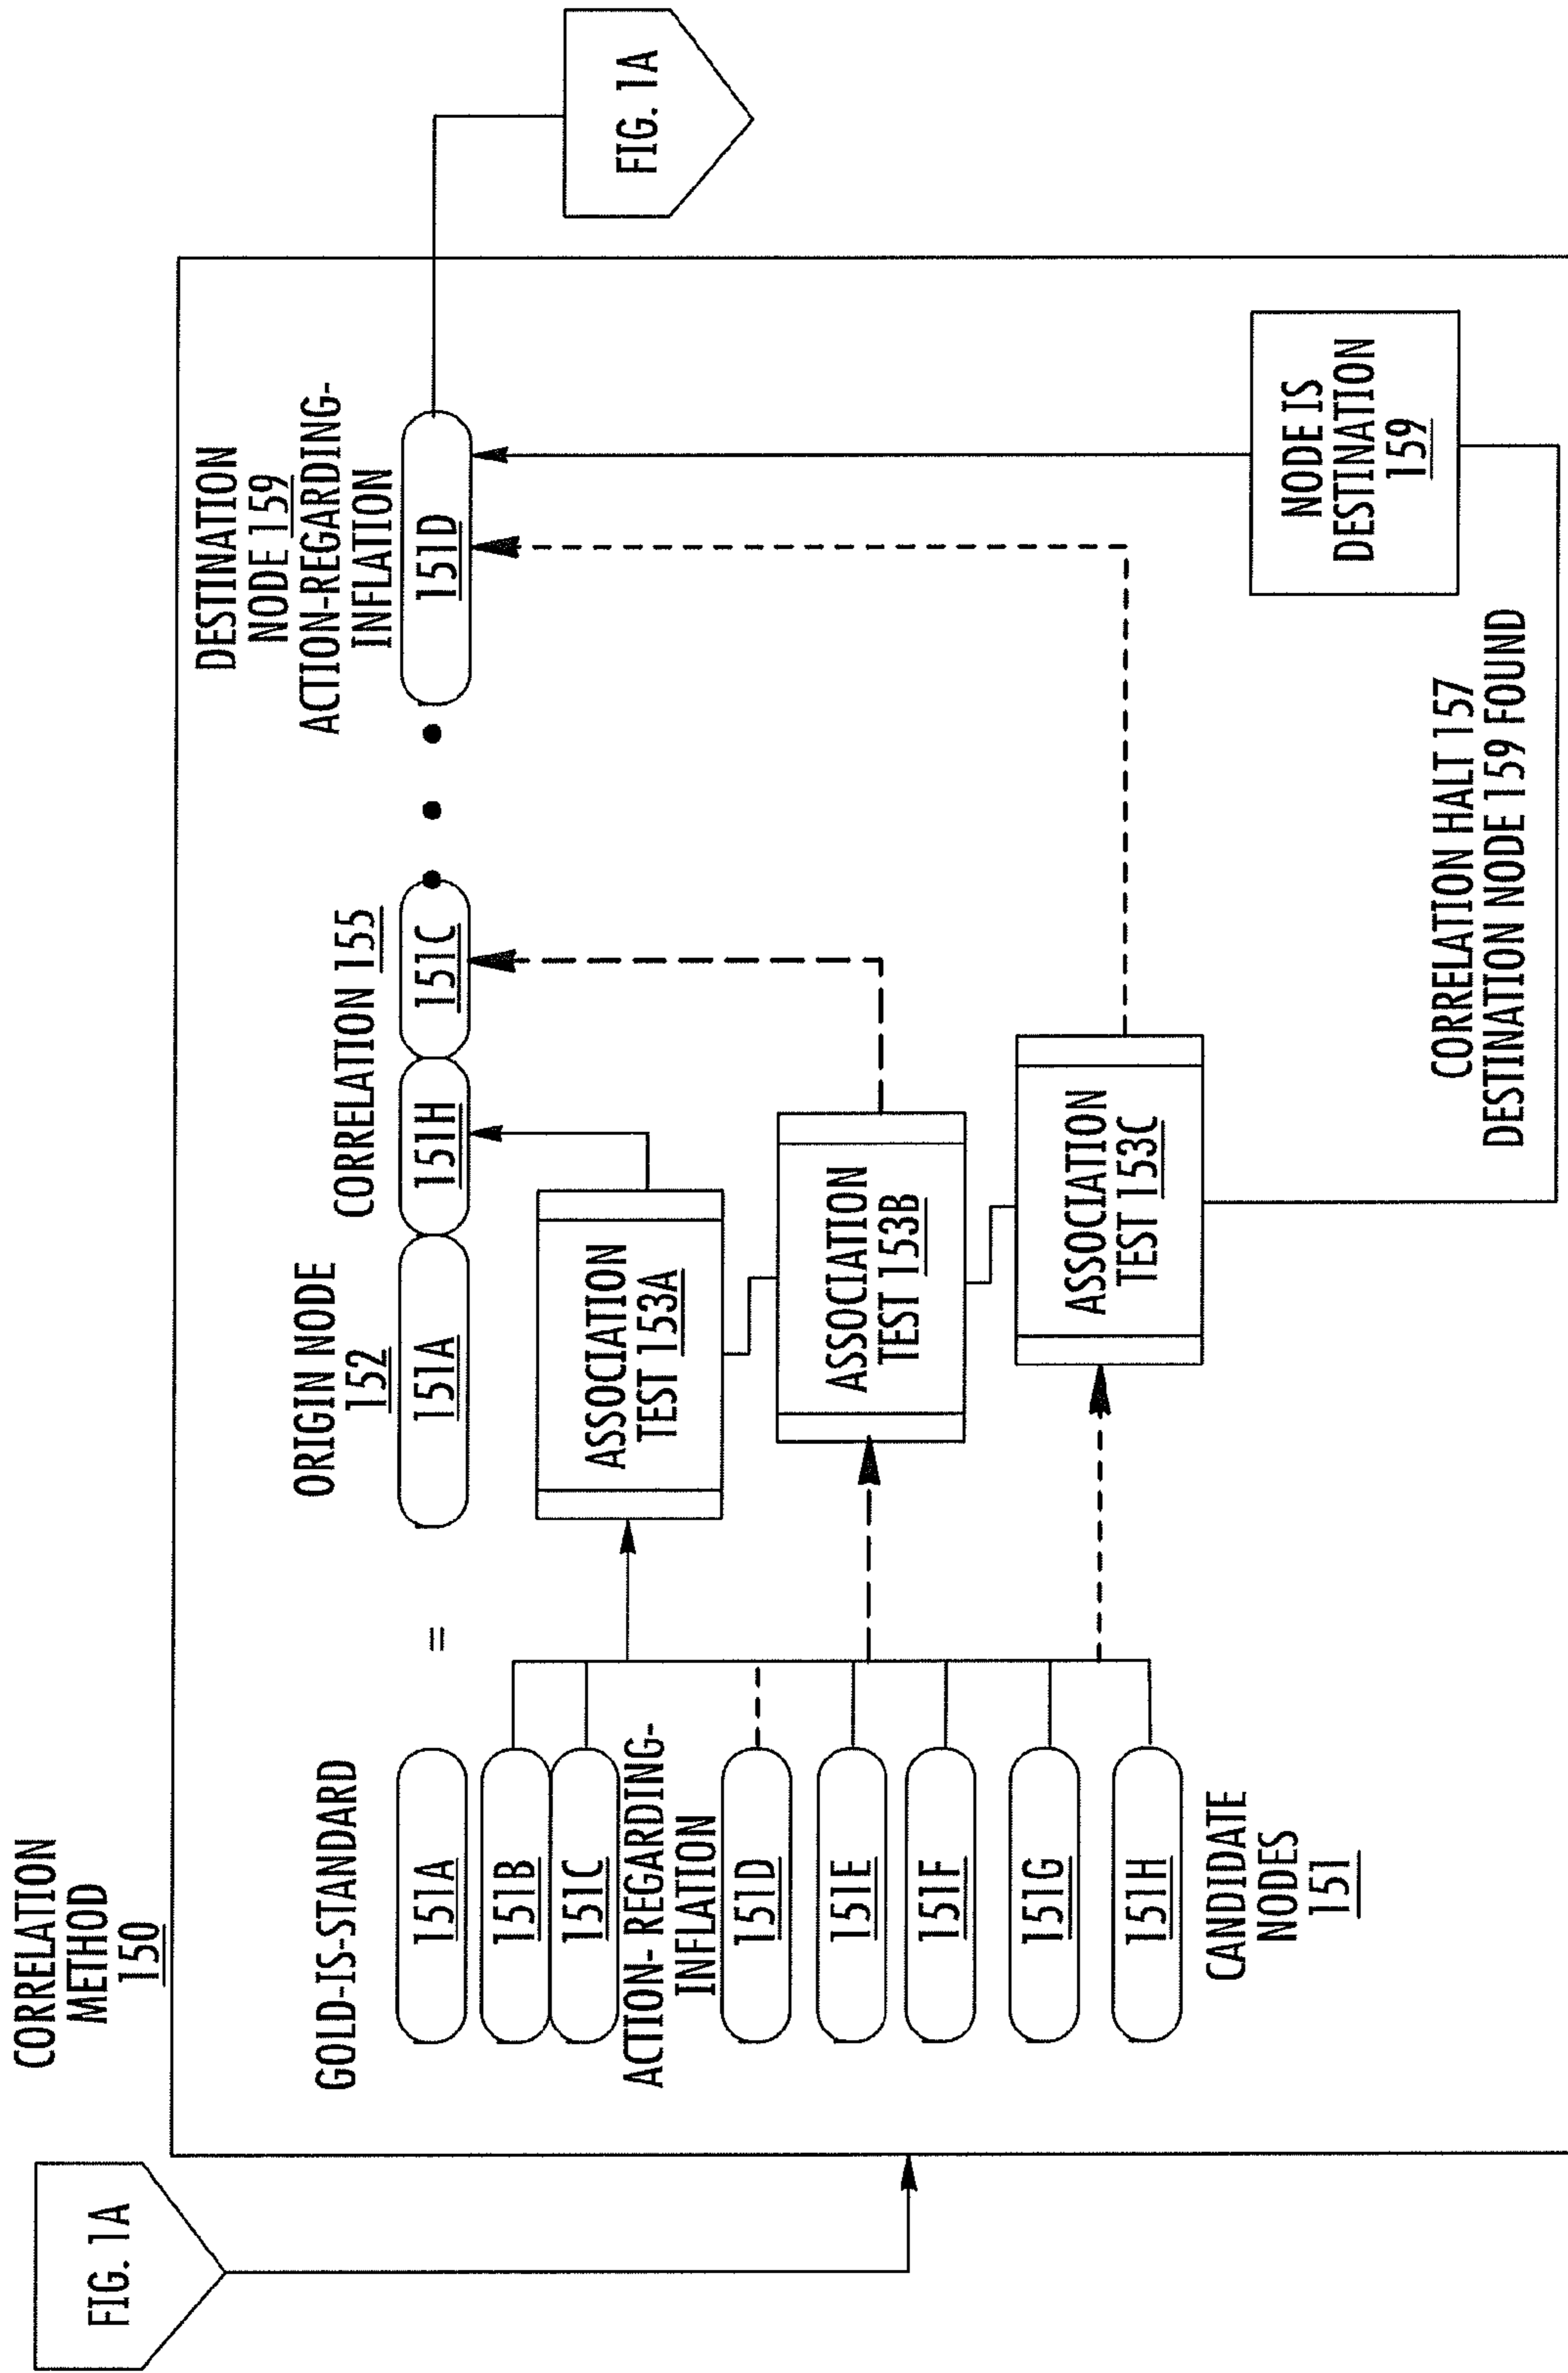 CORRELATION
METHOD
150
FIG. 1A
GOLD-IS-STANDARD
151A
151B
151C
ACTION- REGARDING-
INFLATION
151D
151E
151F
151G
151H
CANDIDATE
NODES
151
=
ORIGIN NODE
152
151A
CORRELATION 155
151H
151C
DESTINATION
NODE 159
ACTION-REGARDING-
INFLATION
151D
ASSOCIATION
TEST 153A
ASSOCIATION
TEST 153B
ASSOCIATION
TEST 153C
NODE IS
DESTINATION
159
CORRELATION HALT 157
DESTINATION NODE 159 FOUND
FIG. 1A